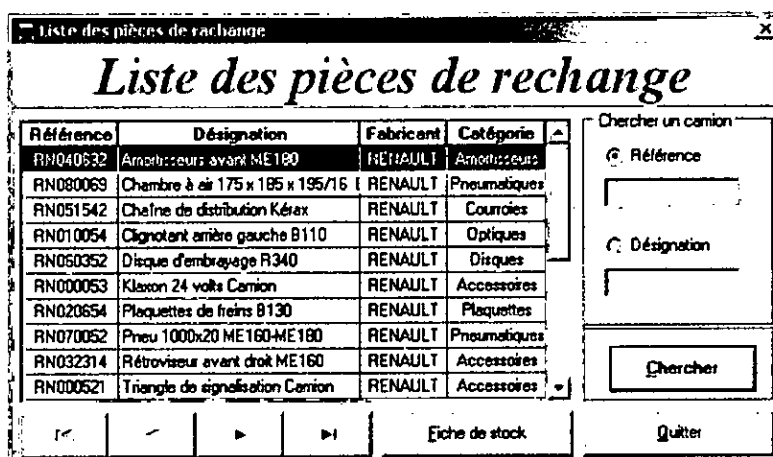 Liste des pièces de rachange
Liste des pièces de rechange
Référence Désignation Fabricant Catégorie
RN040632 Amortisseurs avant ME180 RENAULT Amortisseurs
RN080069 Chambre à air 175 x 185 x 195/16 RENAULT Pneumatiques
RN051542 Chaîne de distribution Kérax RENAULT Courroies
RN010054 Clignotant arrière gauche B110 RENAULT Optiques
RN060352 Disque d'embrayage R340 RENAULT Disques
RN000053 Klaxon 24 volts Camion RENAULT Accessoires
RN020654 Plaquettes de freins B130 RENAULT Plaquettes
RN070052 Pneu 1000x20 ME160-ME180 RENAULT Pneumatiques
RN032314 Rétroviseur avant droit ME160 RENAULT Accessoires
RN000521 Triangle de signalisation Camion RENAULT Accessoires
Chercher un camion
Référence
Désignation
Chercher
Fiche de stock
Quitter